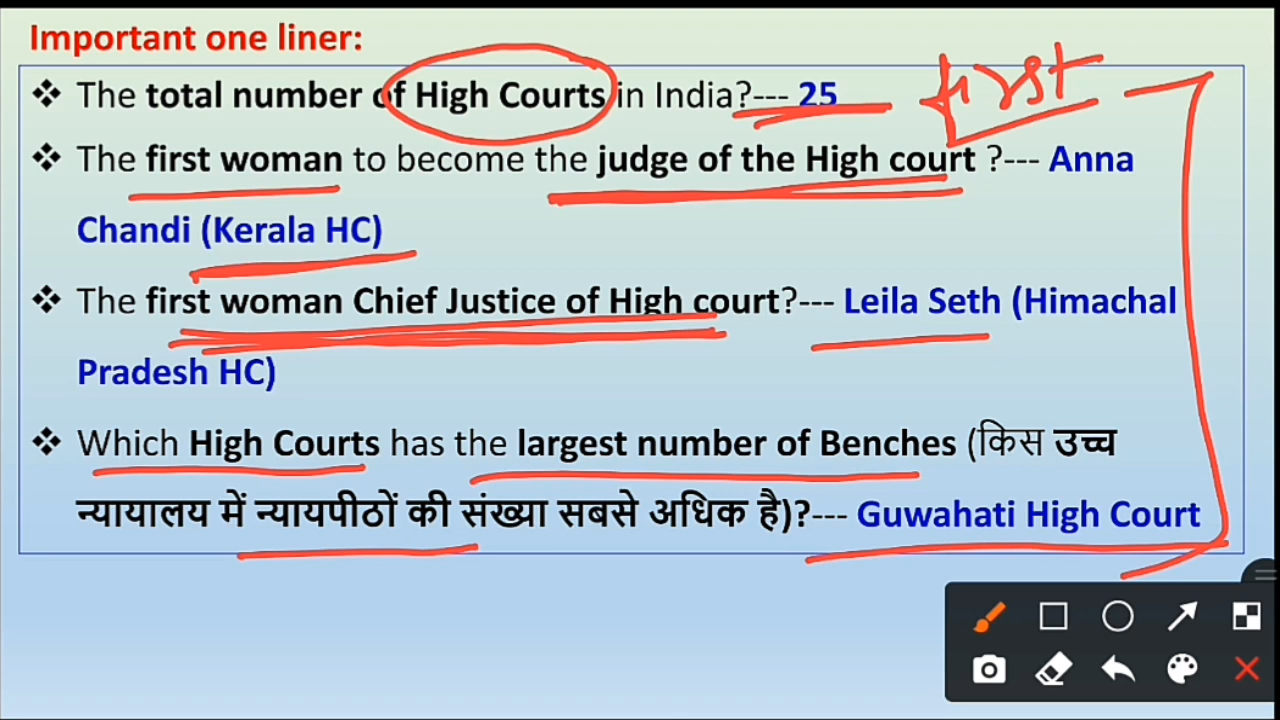 Important one liner:
❖ The total number of High Courts in India?--- 25 first
❖ The first woman to become the judge of the High court ?--- Anna
Chandi (Kerala HC)
❖ The first woman Chief Justice of High court?--- Leila Seth (Himachal
Pradesh HC)
❖ Which High Courts has the largest number of Benches (किस उच्च
न्यायालय में न्यायपीठों की संख्या सबसे अधिक है)?--- Guwahati High Court